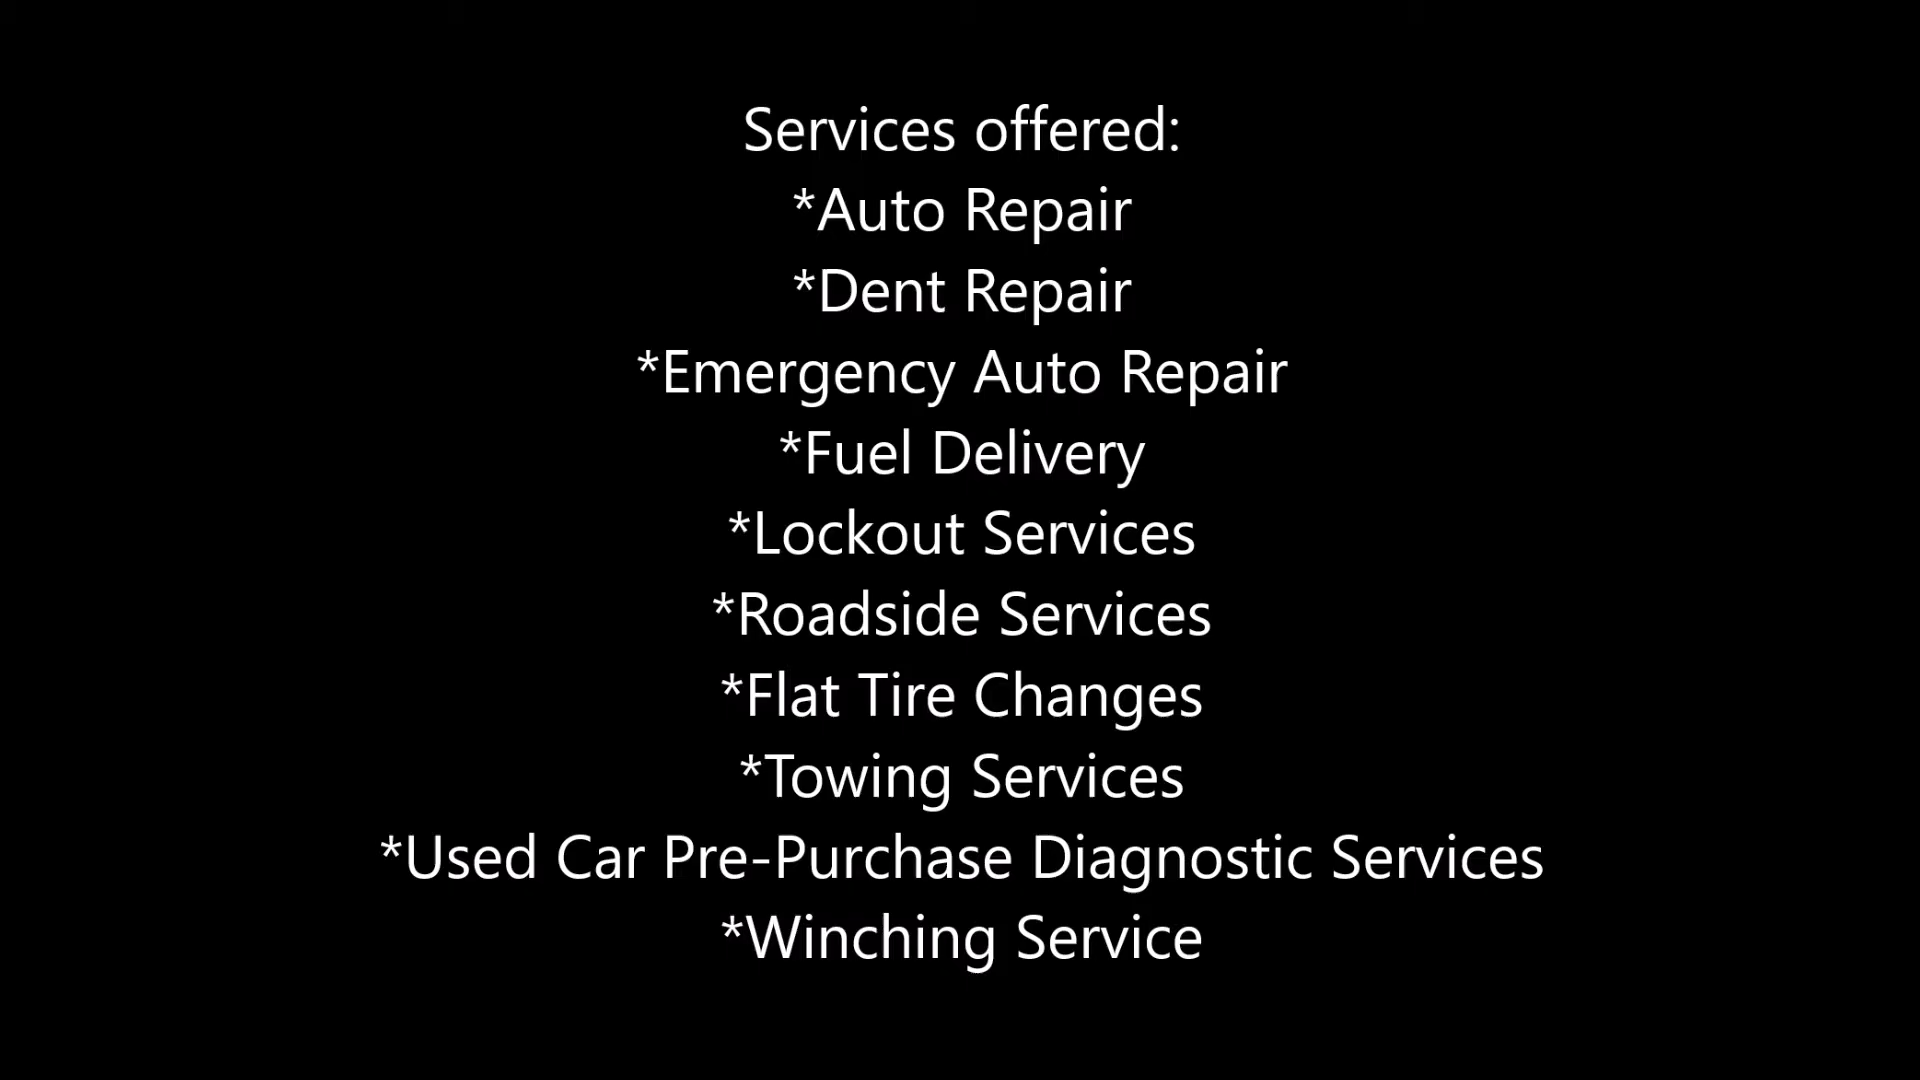 Services offered:
*Auto Repair
*Dent Repair
*Emergency Auto Repair
*Fuel Delivery
*Lockout Services
*Roadside Services
*Flat Tire Changes
*Towing Services
*Used Car Pre-Purchase Diagnostic Services
*Winching Service